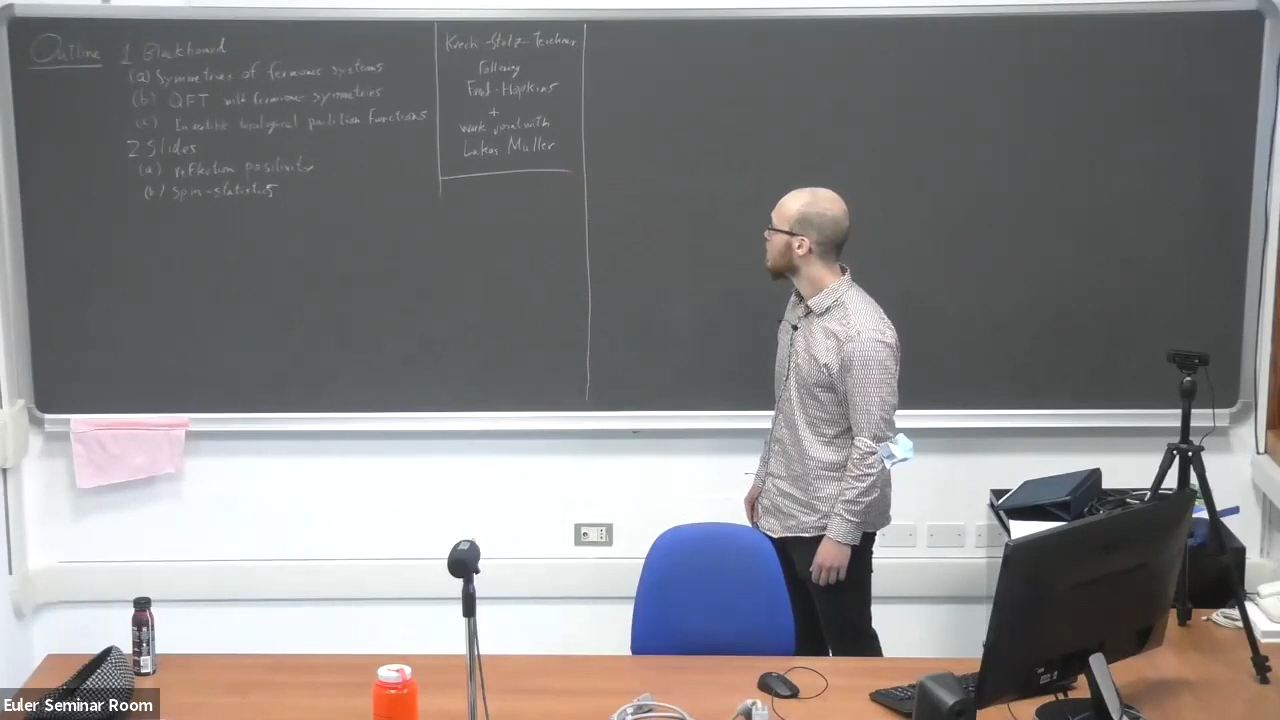 Outline 1 Blackboard
(a) Symmetries of fermionic systems
(b) QFT with fermionic symmetries
(c) Invertible topological partition functions
2 Slides
(a) reflection positivity
(b) Spin-statistics
Kreck-Stolz-Teichner
Following
Freed-Hopkins
+
work joint with
Lukas Muller
Euler Seminar Room